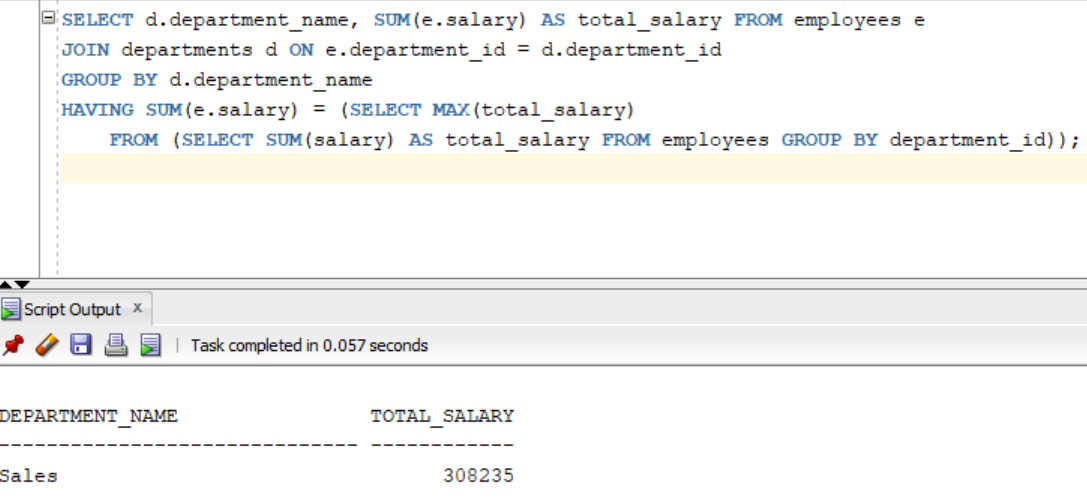 SELECT d.department_name, SUM(e.salary) AS total_salary FROM employees e
JOIN departments d ON e.department_id = d.department_id
GROUP BY d.department_name
HAVING SUM(e.salary) = (SELECT MAX(total_salary)
FROM (SELECT SUM(salary) AS total_salary FROM employees GROUP BY department_id));
Script Output x
Task completed in 0.057 seconds
DEPARTMENT_NAME TOTAL_SALARY
------------------------------ ------------
Sales 308235